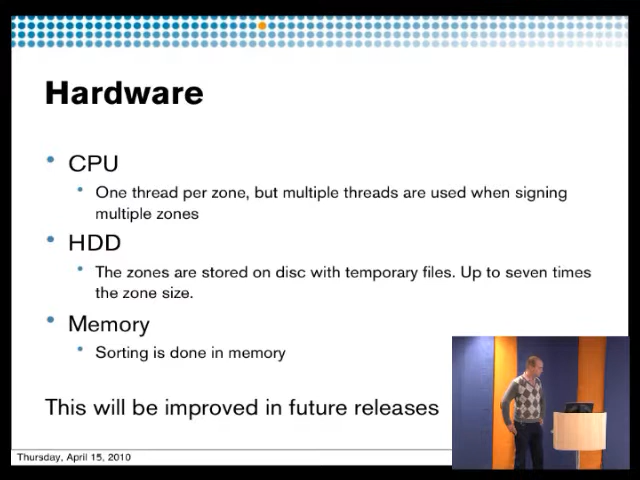 Hardware
CPU
One thread per zone, but multiple threads are used when signing
multiple zones
HDD
The zones are stored on disc with temporary files. Up to seven times
the zone size.
Memory
Sorting is done in memory
This will be improved in future releases
Thursday, April 15, 2010